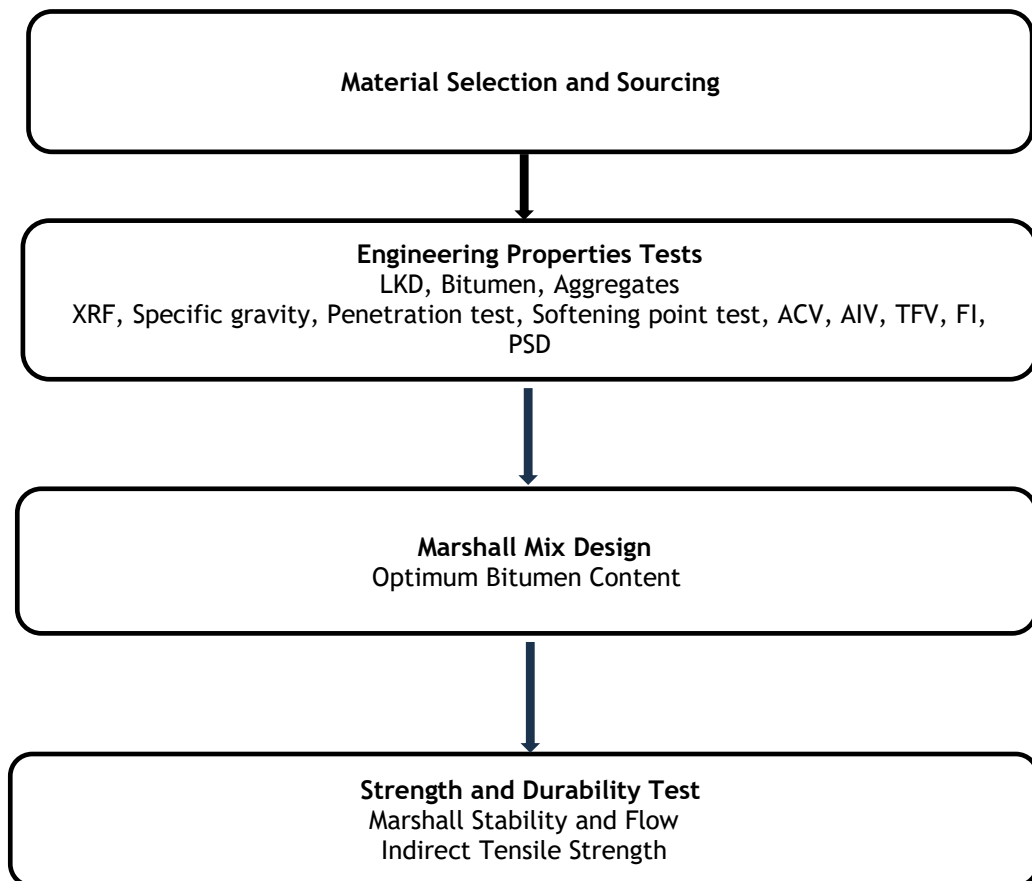 Material Selection and Sourcing
Engineering Properties Tests
LKD, Bitumen, Aggregates
XRF, Specific gravity, Penetration test, Softening point test, ACV, AIV, TFV, FI,
PSD
Marshall Mix Design
Optimum Bitumen Content
Strength and Durability Test
Marshall Stability and Flow
Indirect Tensile Strength